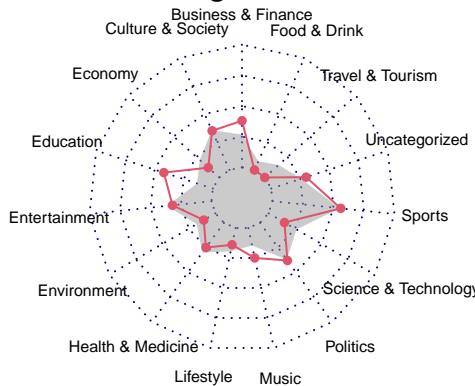 Business & Finance
Culture & Society
Food & Drink
Economy
Travel & Tourism
Education
Uncategorized
Entertainment
Sports
Environment
Science & Technology
Health & Medicine
Politics
Lifestyle
Music